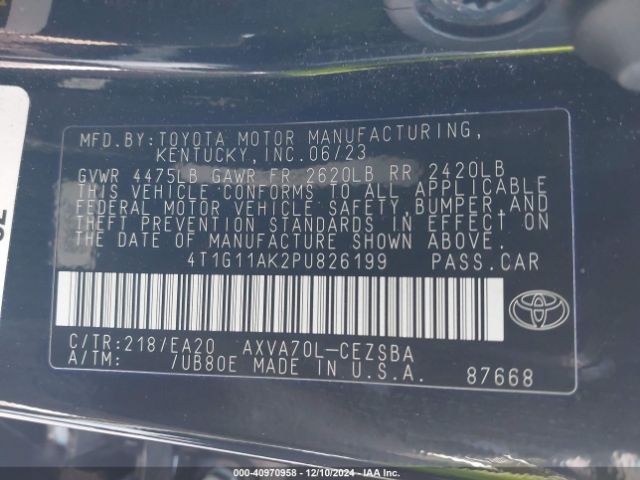 MFD.BY:TOYOTA MOTOR MANUFACTURING,
KENTUCKY,INC.06/23
GVWR 4475LB GAWR FR 2620LB RR 2420LB
THIS VEHICLE CONFORMS TO ALL APPLICABLE
FEDERAL MOTOR VEHICLE SAFETY,BUMPER,AND
THEFT PREVENTION STANDARDS IN EFFECT ON
THE DATE OF MANUFACTURE SHOWN ABOVE.
4T1G11AK2PU826199 PASS.CAR
C/TR:218/EA20 AXVA70L-CEZSBA
A/TM: 7UB80E MADE IN U.S.A. 87668
000-40970958 - 12/10/2024 - IAA Inc.